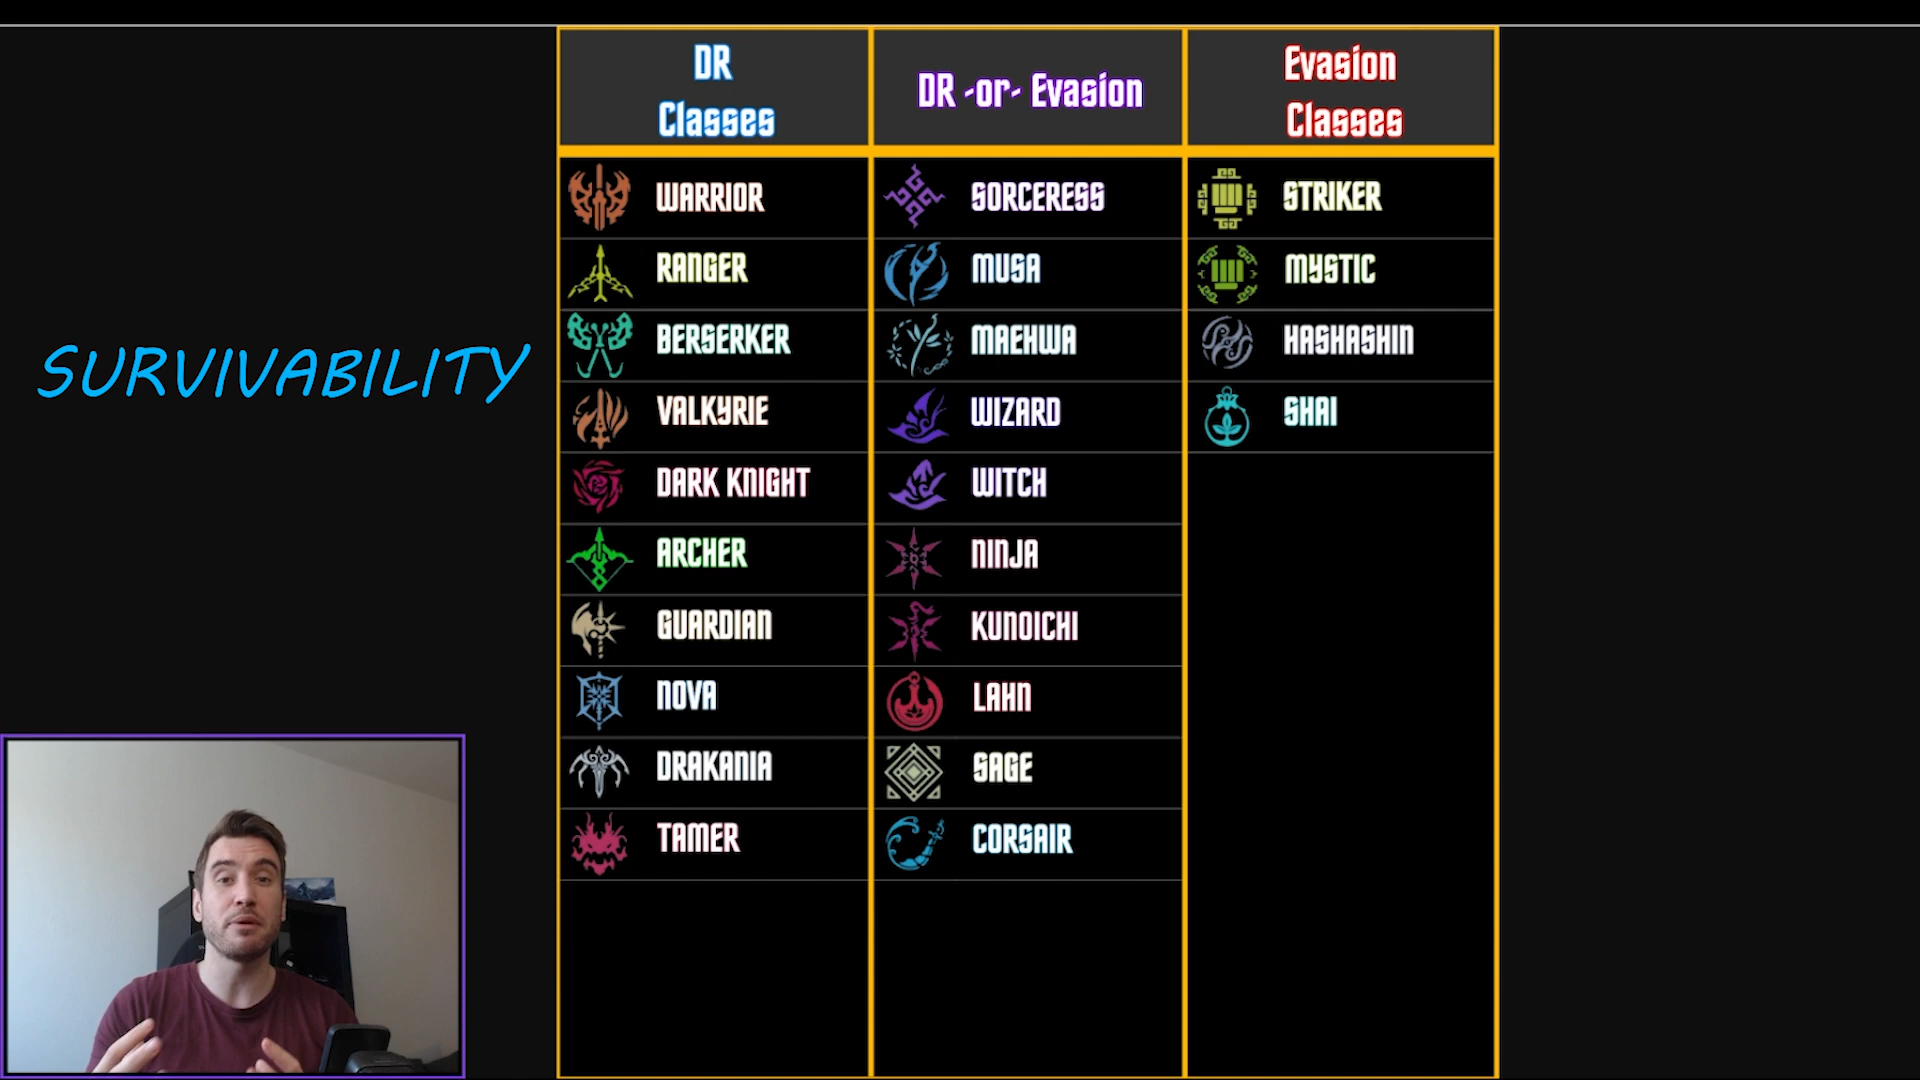 SURVIVABILITY
DR
Classes
DR -or- Evasion
Evasion
Classes
WARRIOR
SORCERESS
STRIKER
RANGER
MUSA
MYSTIC
BERSERKER
MAEHWA
HASHASHIN
VALKYRIE
WIZARD
SHAI
DARK KNIGHT
WITCH
ARCHER
NINJA
GUARDIAN
KUNOICHI
NOVA
LAHN
DRAKANIA
SAGE
TAMER
CORSAIR